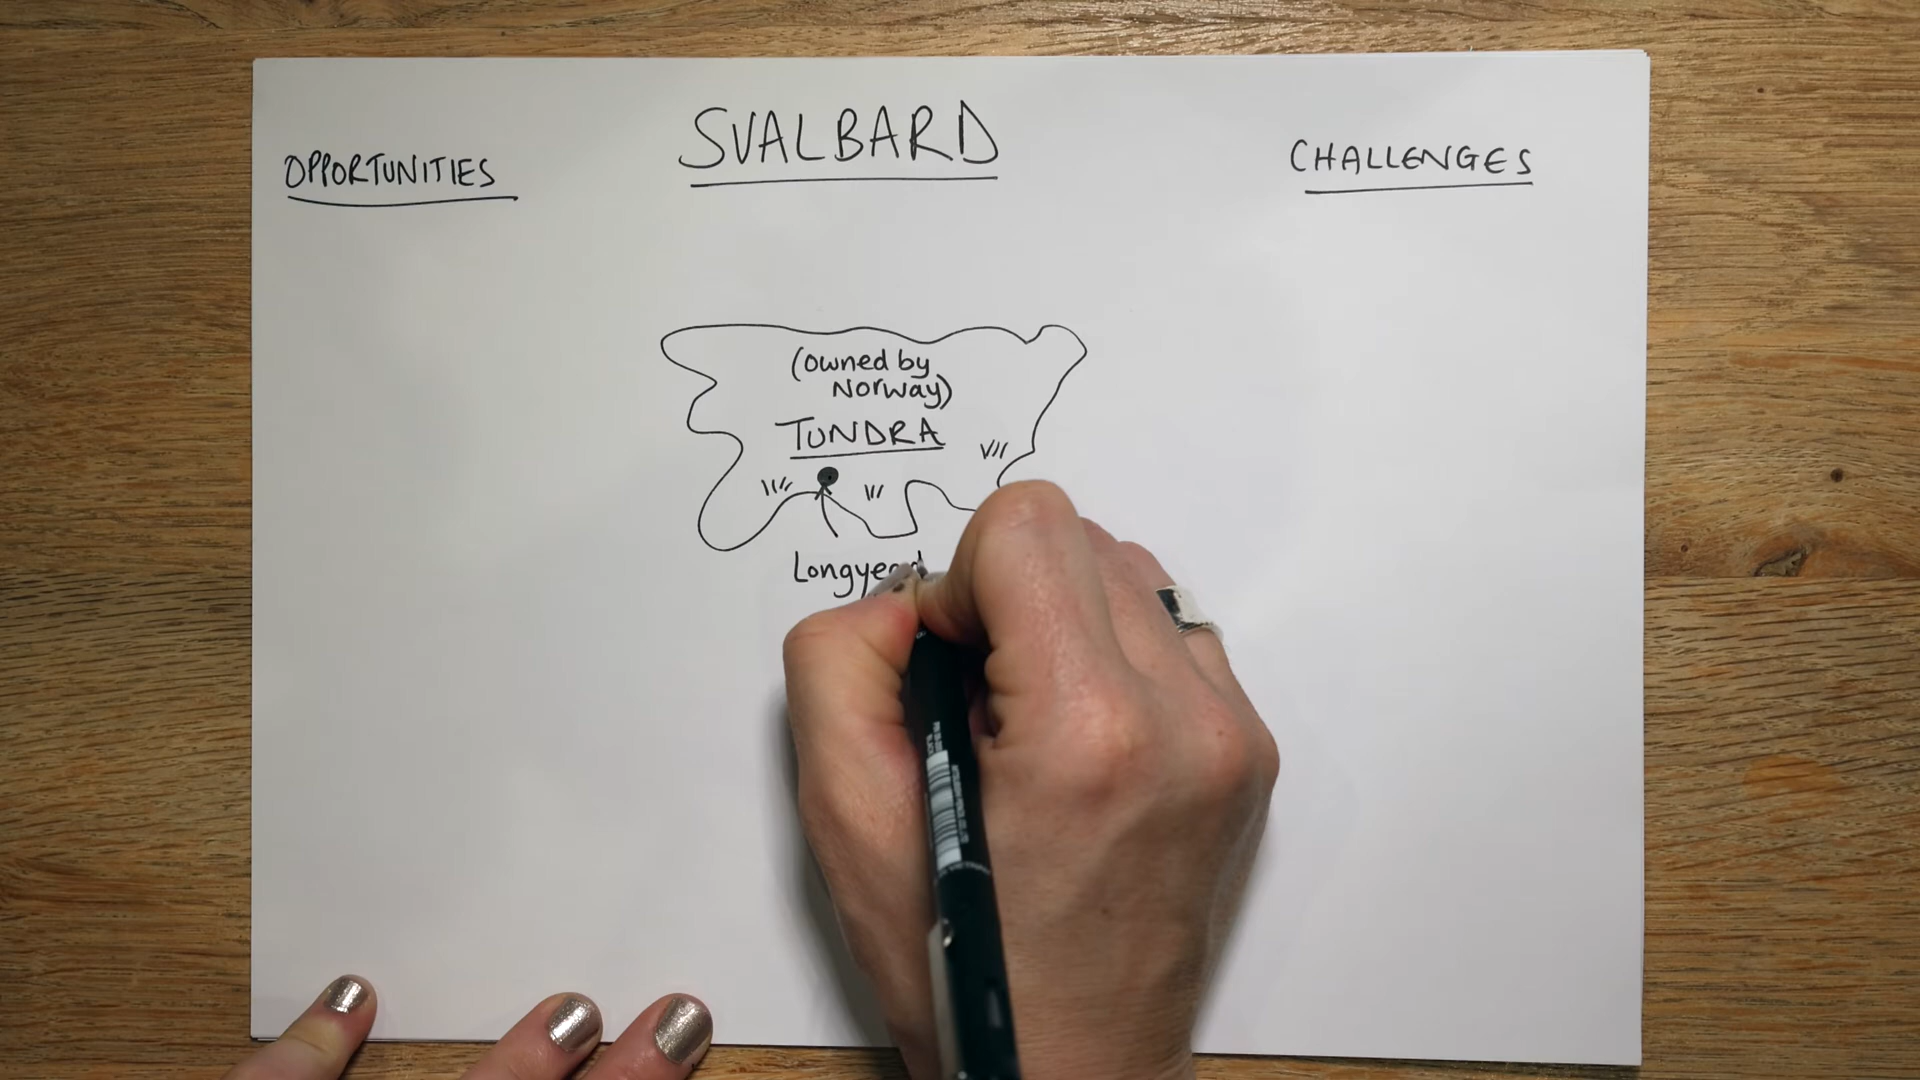 SVALBARD
OPPORTUNITIES
CHALLENGES
(owned by
Norway)
TUNDRA